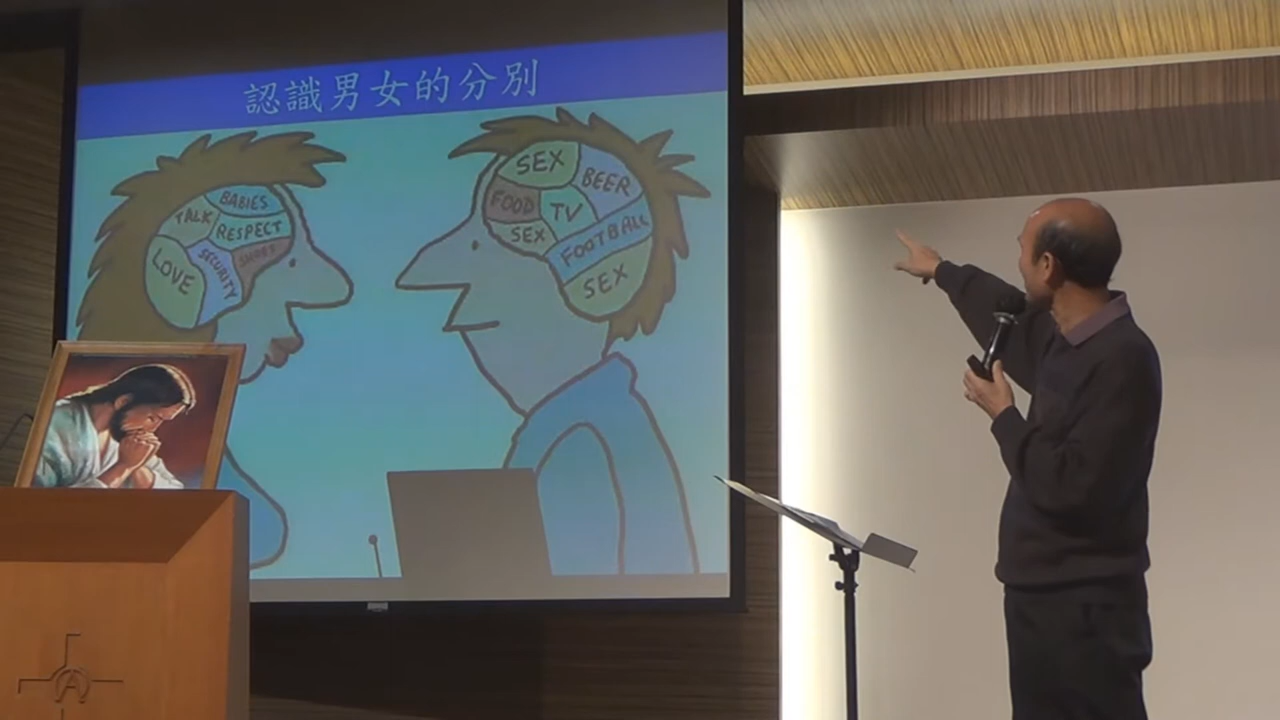 認識男女的分別
BABIES
TALK
RESPECT
LOVE
SECURITY
SHOES
SEX
BEER
FOOD
TV
SEX
FOOTBALL
SEX